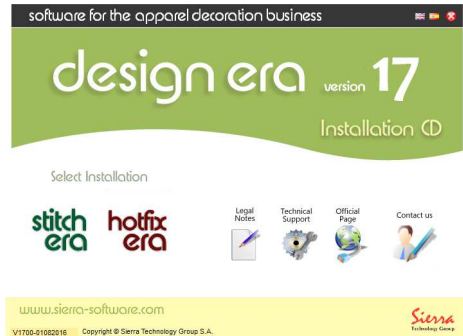 software for the apparel decoration business
design era version 17
Installation CD
Select Installation
stitch era
hotfix era
Legal Notes
Technical Support
Official Page
Contact us
www.sierra-software.com
Sierra
Technology Group
V1700-01082016 Copyright © Sierra Technology Group S.A.